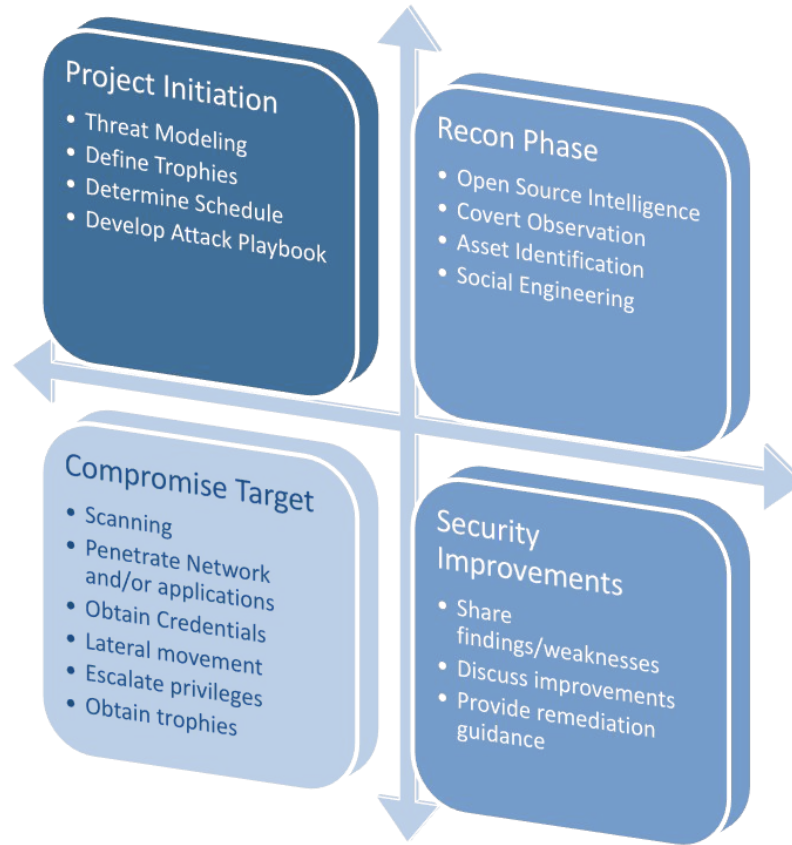 Project Initiation
• Threat Modeling
• Define Trophies
• Determine Schedule
• Develop Attack Playbook
Recon Phase
• Open Source Intelligence
• Covert Observation
• Asset Identification
• Social Engineering
Compromise Target
• Scanning
• Penetrate Network
and/or applications
• Obtain Credentials
• Lateral movement
• Escalate privileges
• Obtain trophies
Security
Improvements
• Share
findings/weaknesses
• Discuss improvements
• Provide remediation
guidance